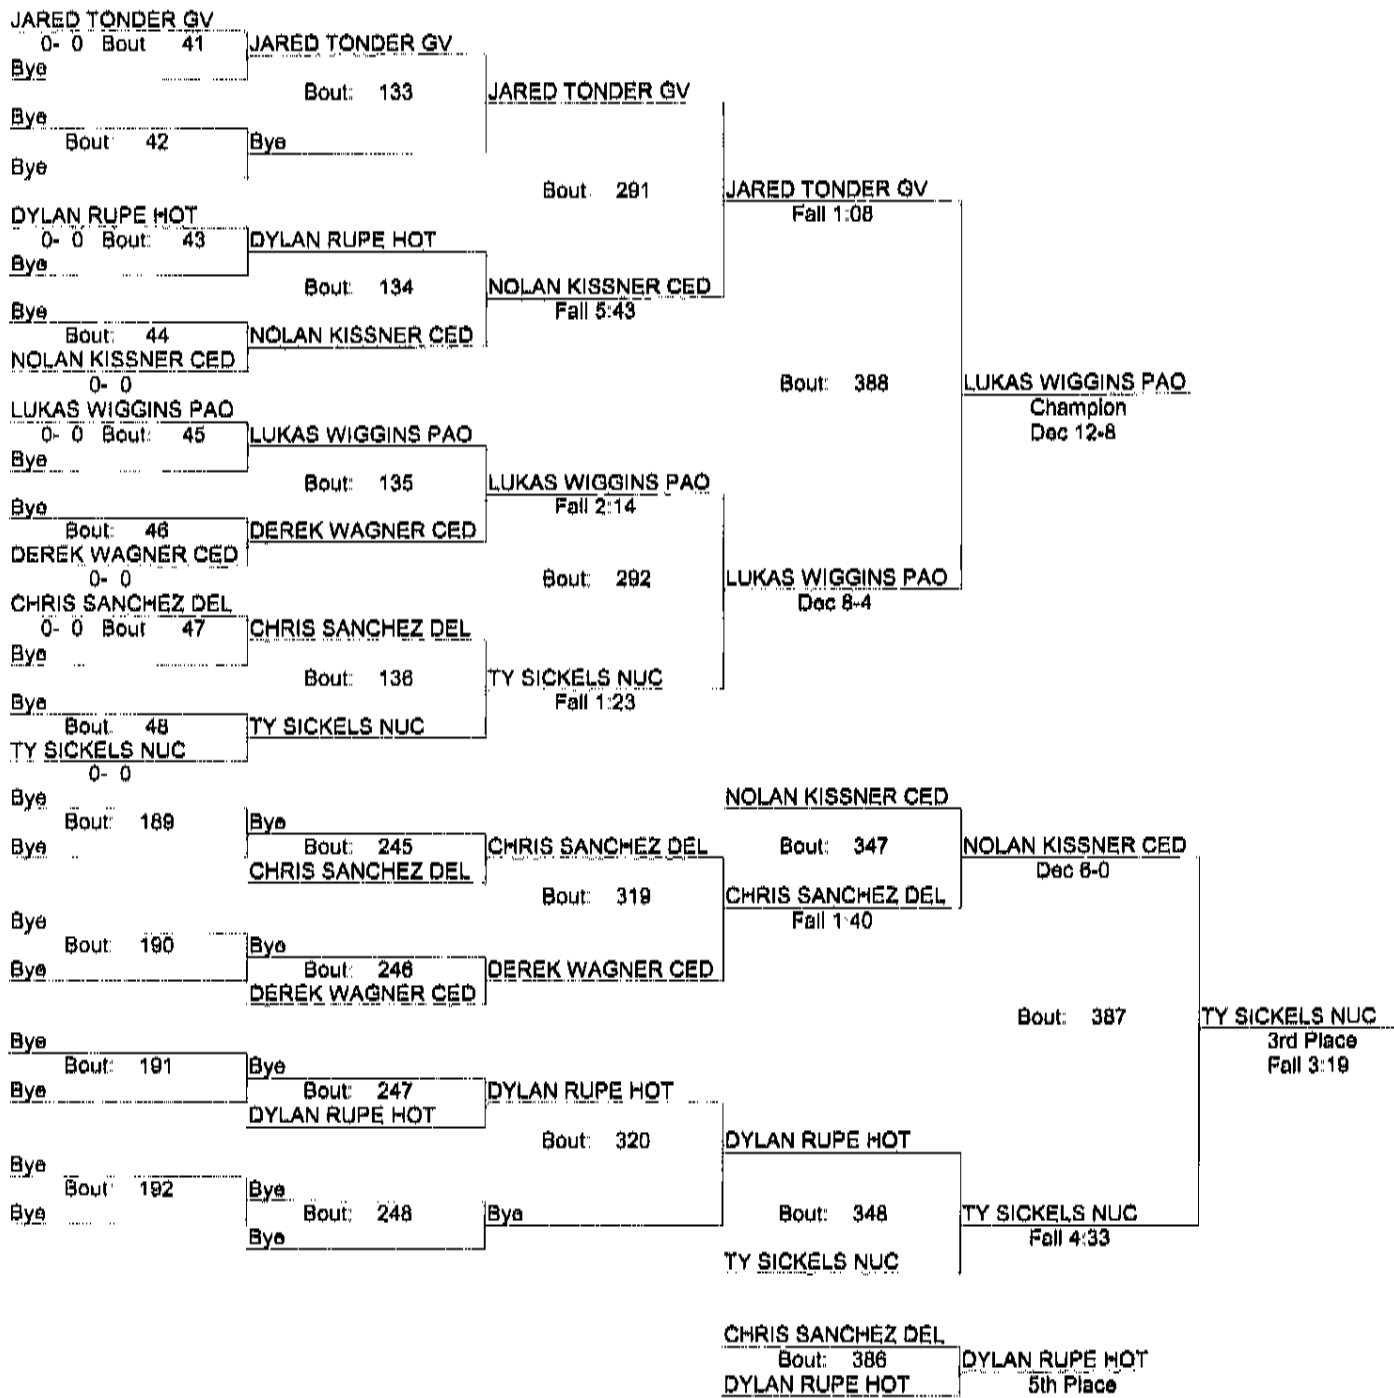 JARED TONDER GV
0- 0 Bout 41 JARED TONDER GV
Bye
Bout: 133 JARED TONDER GV
Bye
Bout: 42 Bye
Bye
Bout: 291 JARED TONDER GV
Fall 1:08
DYLAN RUPE HOT
0- 0 Bout: 43 DYLAN RUPE HOT
Bye
Bout: 134 NOLAN KISSNER CED
Bye Fall 5:43
Bout: 44 NOLAN KISSNER CED
NOLAN KISSNER CED
0- 0
Bout: 388 LUKAS WIGGINS PAO
LUKAS WIGGINS PAO Champion
0- 0 Bout: 45 LUKAS WIGGINS PAO Dec 12-8
Bye
Bout: 135 LUKAS WIGGINS PAO
Bye Fall 2:14
Bout: 46 DEREK WAGNER CED
DEREK WAGNER CED
0- 0
Bout: 292 LUKAS WIGGINS PAO
CHRIS SANCHEZ DEL Dec 8-4
0- 0 Bout 47 CHRIS SANCHEZ DEL
Bye
Bout: 136 TY SICKELS NUC
Bye Fall 1:23
Bout: 48 TY SICKELS NUC
TY SICKELS NUC
0- 0
Bye NOLAN KISSNER CED
Bout: 189 Bye
Bye Bout: 245 CHRIS SANCHEZ DEL Bout: 347 NOLAN KISSNER CED
CHRIS SANCHEZ DEL Dec 6-0
Bout: 319 CHRIS SANCHEZ DEL
Bye Fall 1:40
Bout: 190 Bye
Bye Bout: 246 DEREK WAGNER CED
DEREK WAGNER CED
Bout: 387 TY SICKELS NUC
Bye 3rd Place
Bout: 191 Bye Fall 3:19
Bye Bout: 247 DYLAN RUPE HOT
DYLAN RUPE HOT
Bout: 320 DYLAN RUPE HOT
Bye
Bout: 192 Bye
Bye Bout: 248 Bye Bout: 348 TY SICKELS NUC
Bye Fall 4:33
TY SICKELS NUC
CHRIS SANCHEZ DEL
Bout: 386 DYLAN RUPE HOT
DYLAN RUPE HOT 5th Place